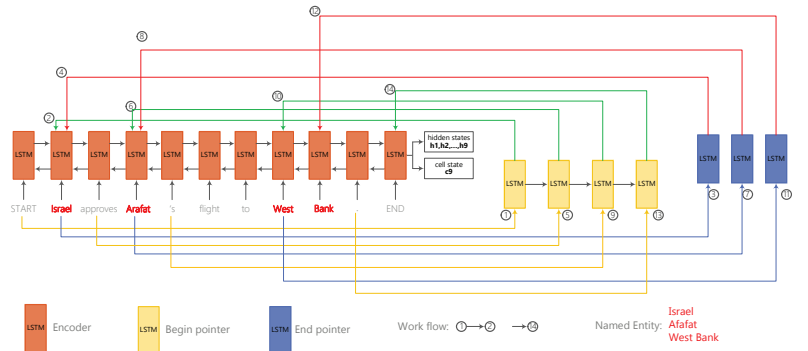 ⑫
⑧
④
⑩
⑭
②
⑥
hidden states
h1,h2,...,h9
LSTM LSTM LSTM LSTM LSTM LSTM LSTM LSTM LSTM LSTM LSTM
cell state
c9
LSTM LSTM LSTM LSTM
LSTM LSTM LSTM
START Israel approves Arafat 's flight to West Bank . END
① ⑤ ⑨ ⑬ ③ ⑦ ⑪
LSTM Encoder
LSTM Begin pointer
LSTM End pointer
Work flow: ① ② ⑭
Named Entity:
Israel
Afafat
West Bank